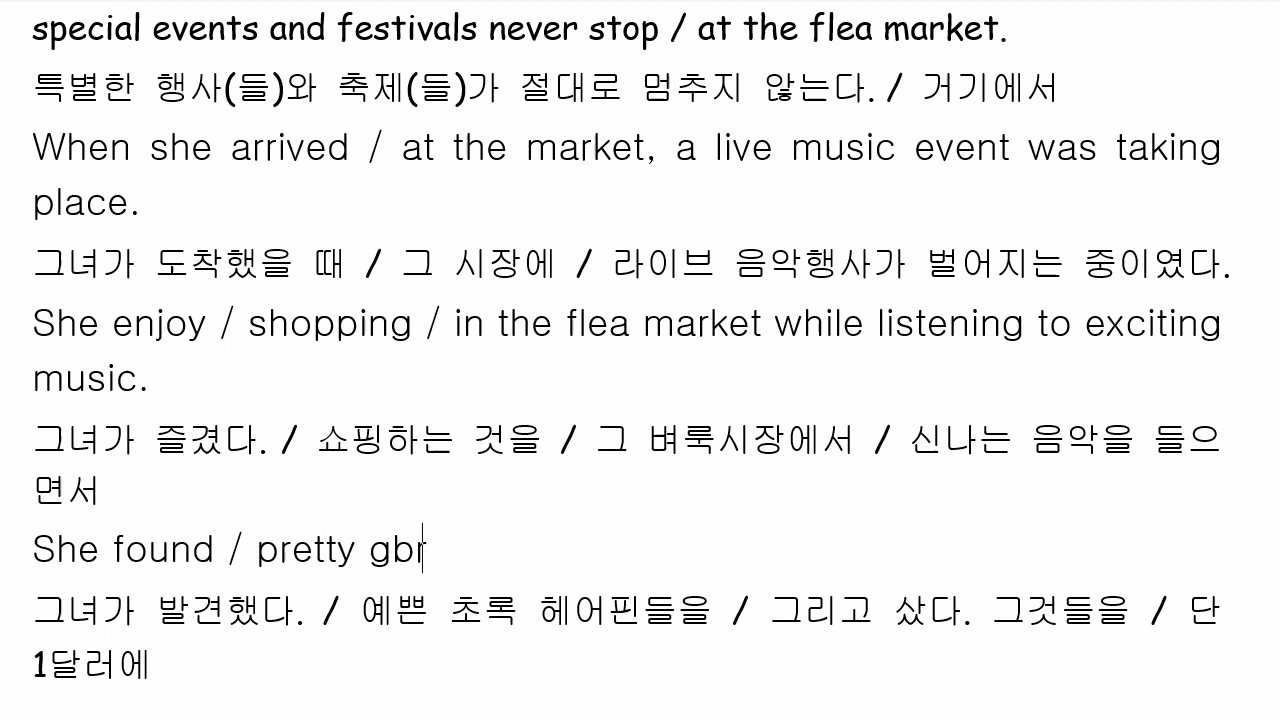 special events and festivals never stop / at the flea market.
특별한 행사(들)와 축제(들)가 절대로 멈추지 않는다. / 거기에서
When she arrived / at the market, a live music event was taking
place.
그녀가 도착했을 때 / 그 시장에 / 라이브 음악행사가 벌어지는 중이였다.
She enjoy / shopping / in the flea market while listening to exciting
music.
그녀가 즐겼다. / 쇼핑하는 것을 / 그 벼룩시장에서 / 신나는 음악을 들으
면서
She found / pretty gbr
그녀가 발견했다. / 예쁜 초록 헤어핀들을 / 그리고 샀다. 그것들을 / 단
1달러에